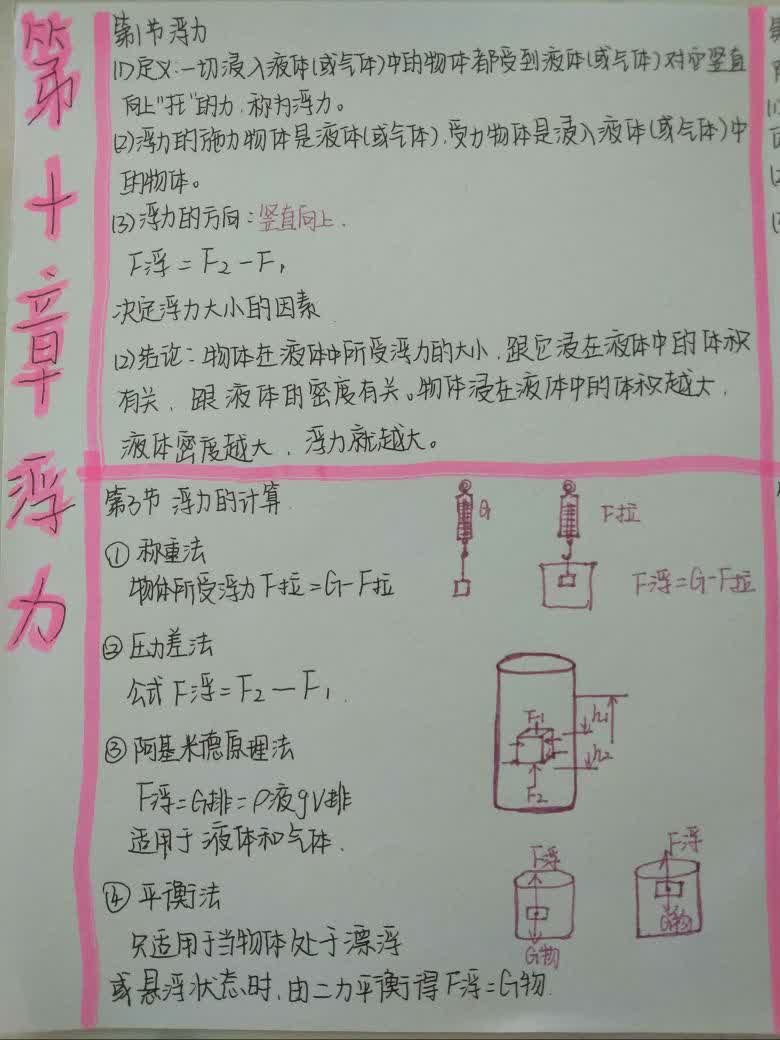 第十章浮力
第1节浮力
(1)定义:一切浸入液体(或气体)中的物体都受到液体(或气体)对它竖直
向上"托"的力,称为浮力。
(2)浮力的施力物体是液体(或气体),受力物体是浸入液体(或气体)中
的物体。
(3)浮力的方向:竖直向上.
F浮=F2-F1
决定浮力大小的因素
(2)结论:物体在液体中所受浮力的大小,跟它浸在液体中的体积
有关,跟液体的密度有关。物体浸在液体中的体积越大,
液体密度越大,浮力就越大。
第3节 浮力的计算
①称重法
物体所受浮力F拉=G-F拉
G
F拉
F浮=G-F拉
②压力差法
公式F浮=F2-F1.
F1
h1
h2
F2
③阿基米德原理法
F浮=G排=ρ液gV排
适用于液体和气体.
④平衡法
只适用于当物体处于漂浮
或悬浮状态时,由二力平衡得F浮=G物.
F浮
G物
F浮
G物